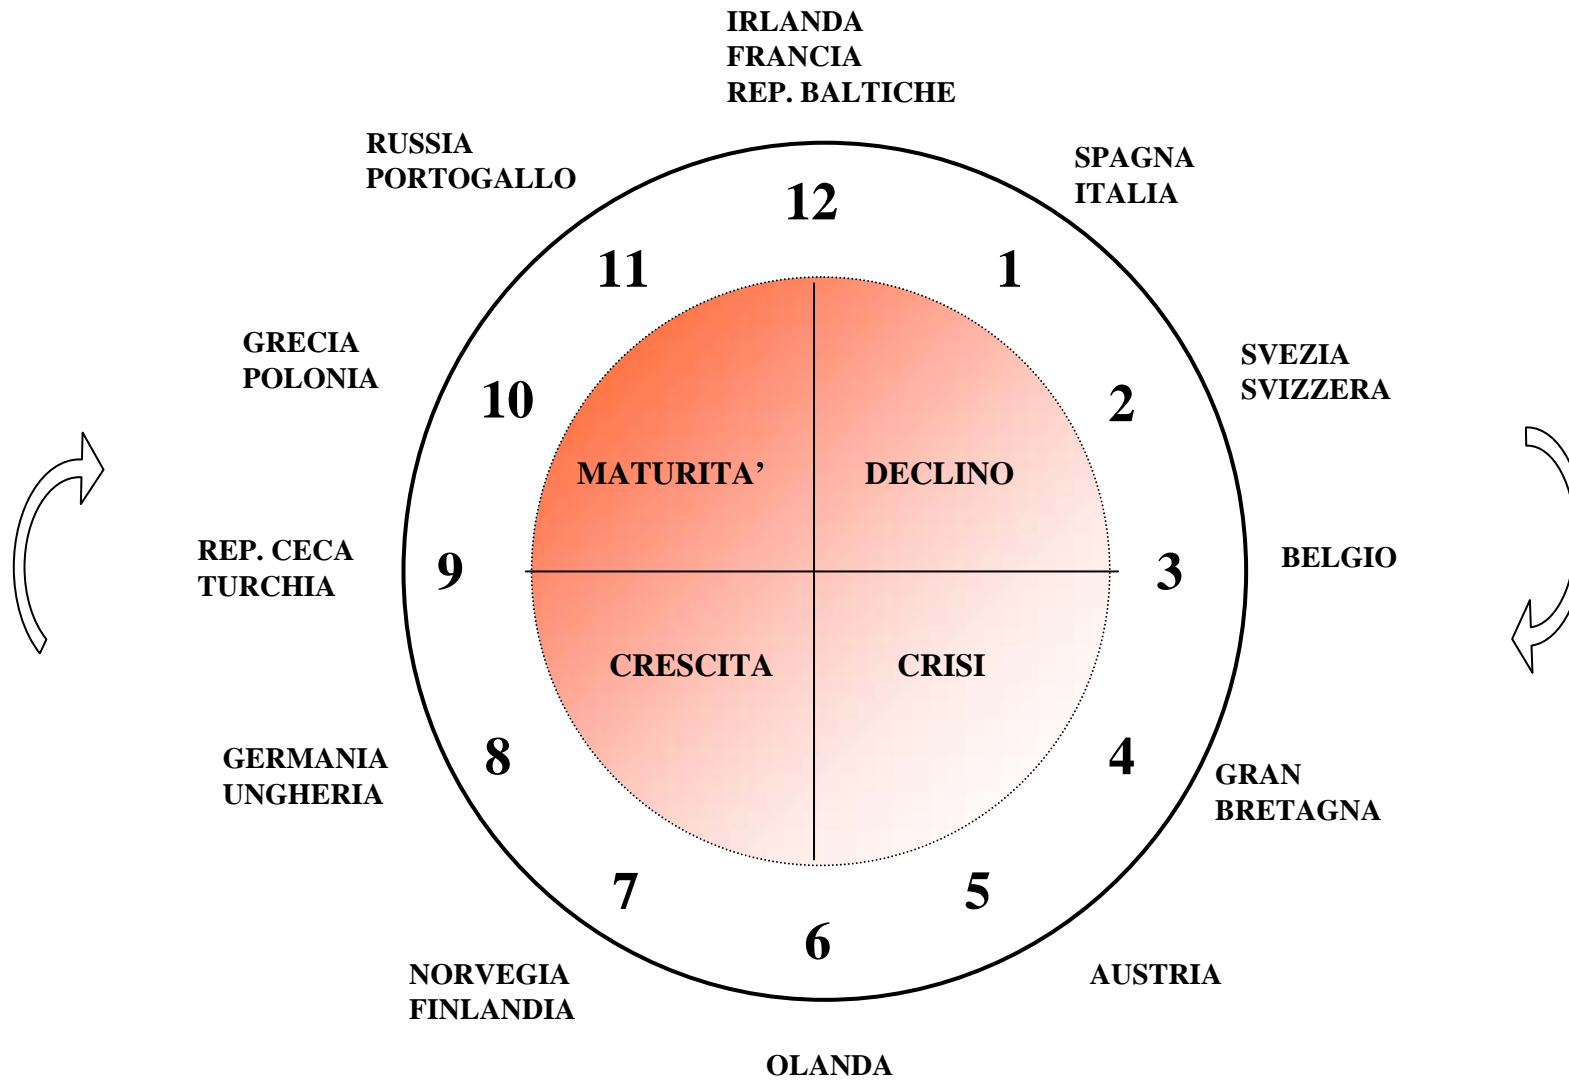 IRLANDA
FRANCIA
REP. BALTICHE
RUSSIA
PORTOGALLO
SPAGNA
ITALIA
12
11
1
GRECIA
POLONIA
SVEZIA
SVIZZERA
10
2
MATURITA’
DECLINO
REP. CECA
TURCHIA
9
3
BELGIO
CRESCITA
CRISI
GERMANIA
UNGHERIA
8
4
GRAN
BRETAGNA
7
5
6
NORVEGIA
FINLANDIA
AUSTRIA
OLANDA